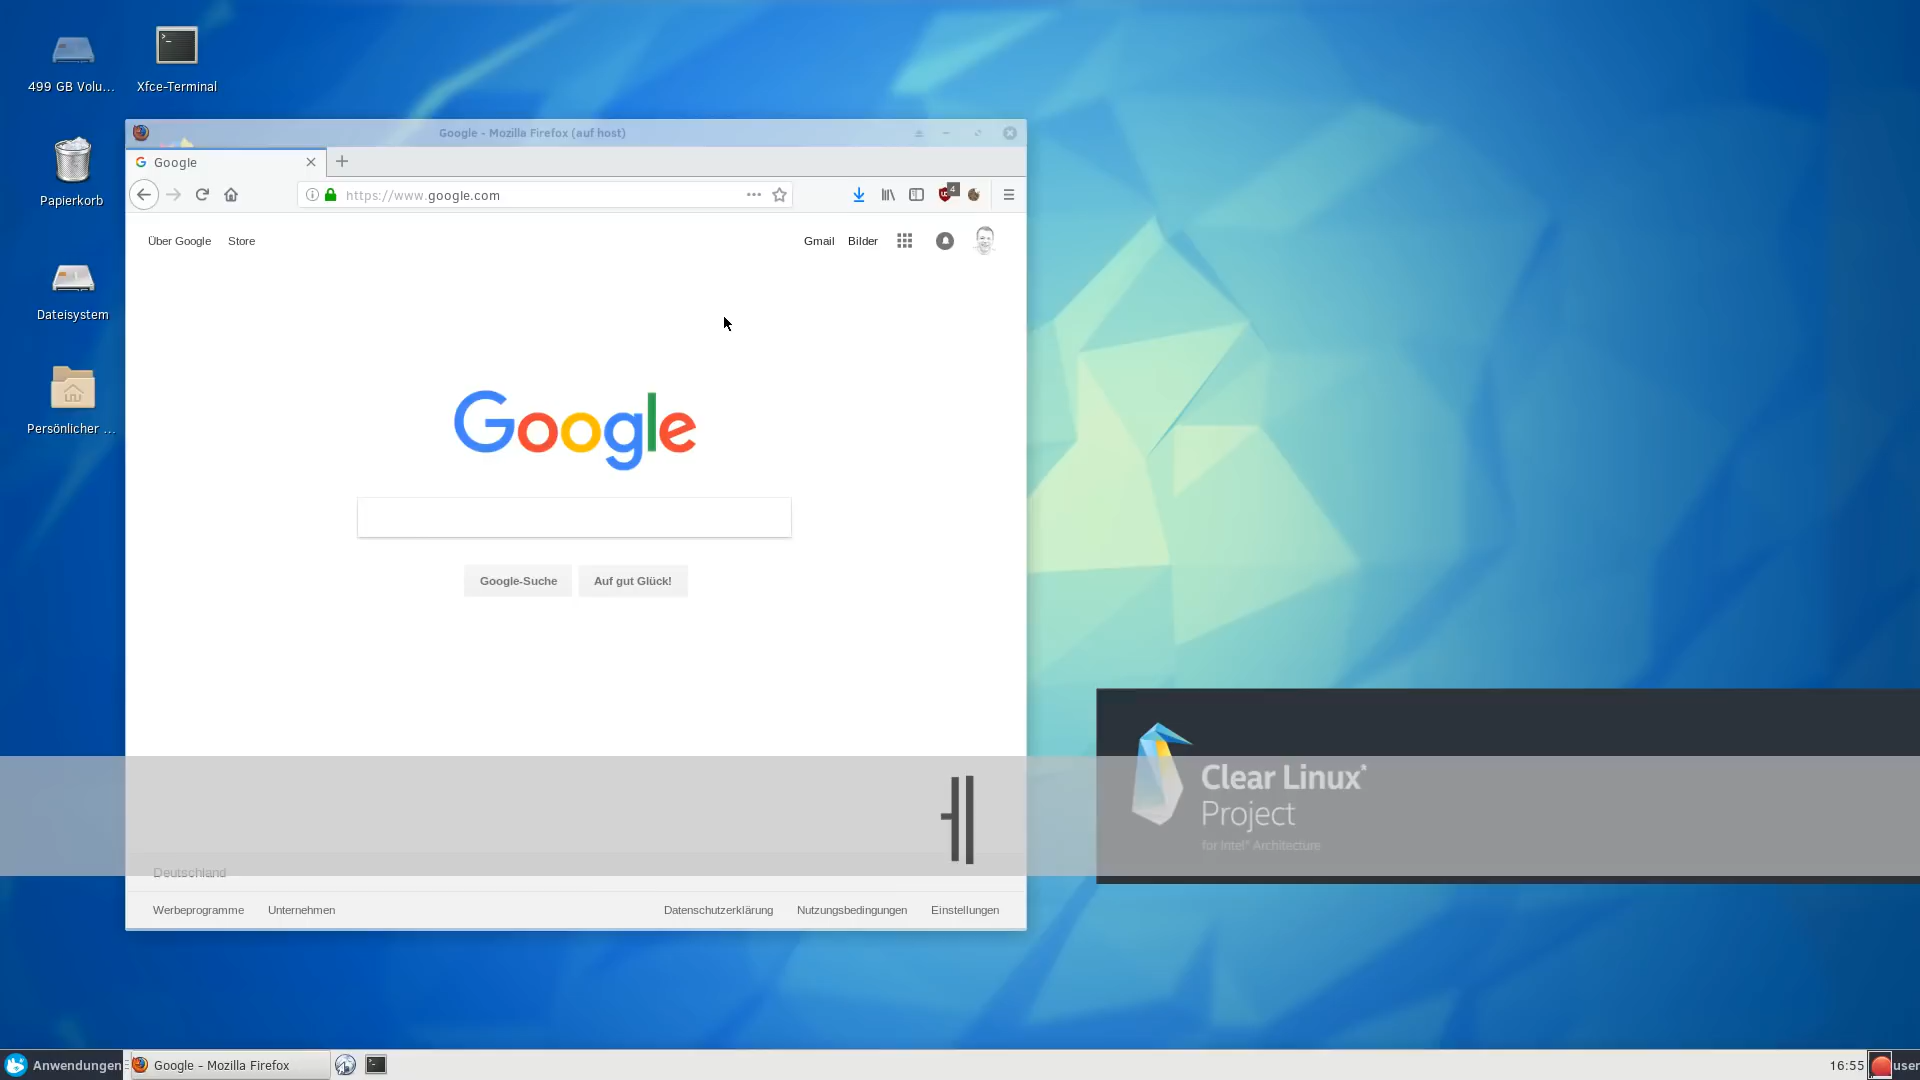 499 GB Volu...
Xfce-Terminal
Papierkorb
Dateisystem
Persönlicher ...
Google - Mozilla Firefox (auf host)
Google
https://www.google.com
4
Über Google Store
Gmail Bilder
Google
Google-Suche Auf gut Glück!
Deutschland
Werbeprogramme Unternehmen
Datenschutzerklärung Nutzungsbedingungen Einstellungen
Clear Linux*
Project
for Intel® Architecture
Anwendungen
Google - Mozilla Firefox
16:55
user